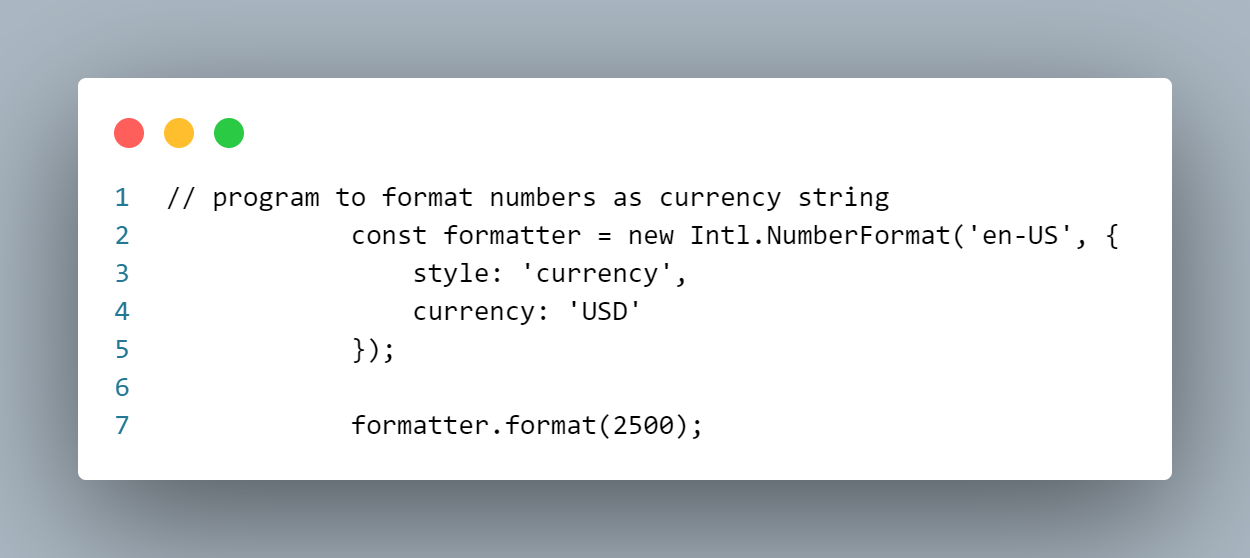 1 // program to format numbers as currency string
2             const formatter = new Intl.NumberFormat('en-US', {
3                 style: 'currency',
4                 currency: 'USD'
5             });
6
7             formatter.format(2500);